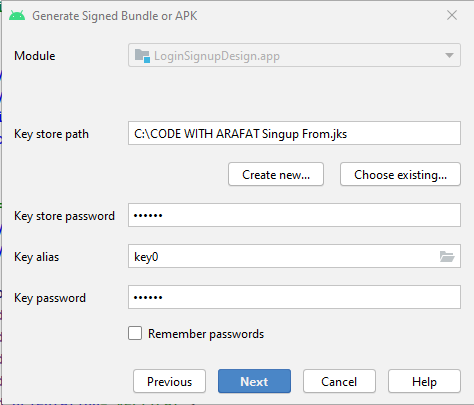 Generate Signed Bundle or APK
Module
LoginSignupDesign.app
Key store path
C:\CODE WITH ARAFAT Singup From.jks
Create new...
Choose existing...
Key store password
••••••
Key alias
key0
Key password
••••••
Remember passwords
Previous
Next
Cancel
Help